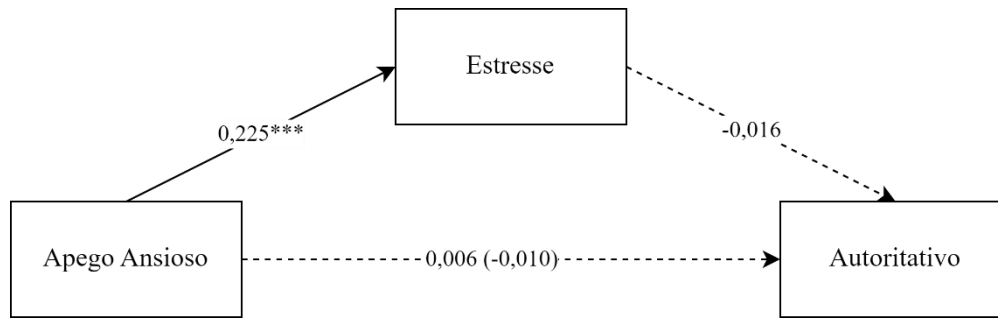 Estresse
0,225***
-0,016
Apego Ansioso
0,006 (-0,010)
Autoritativo